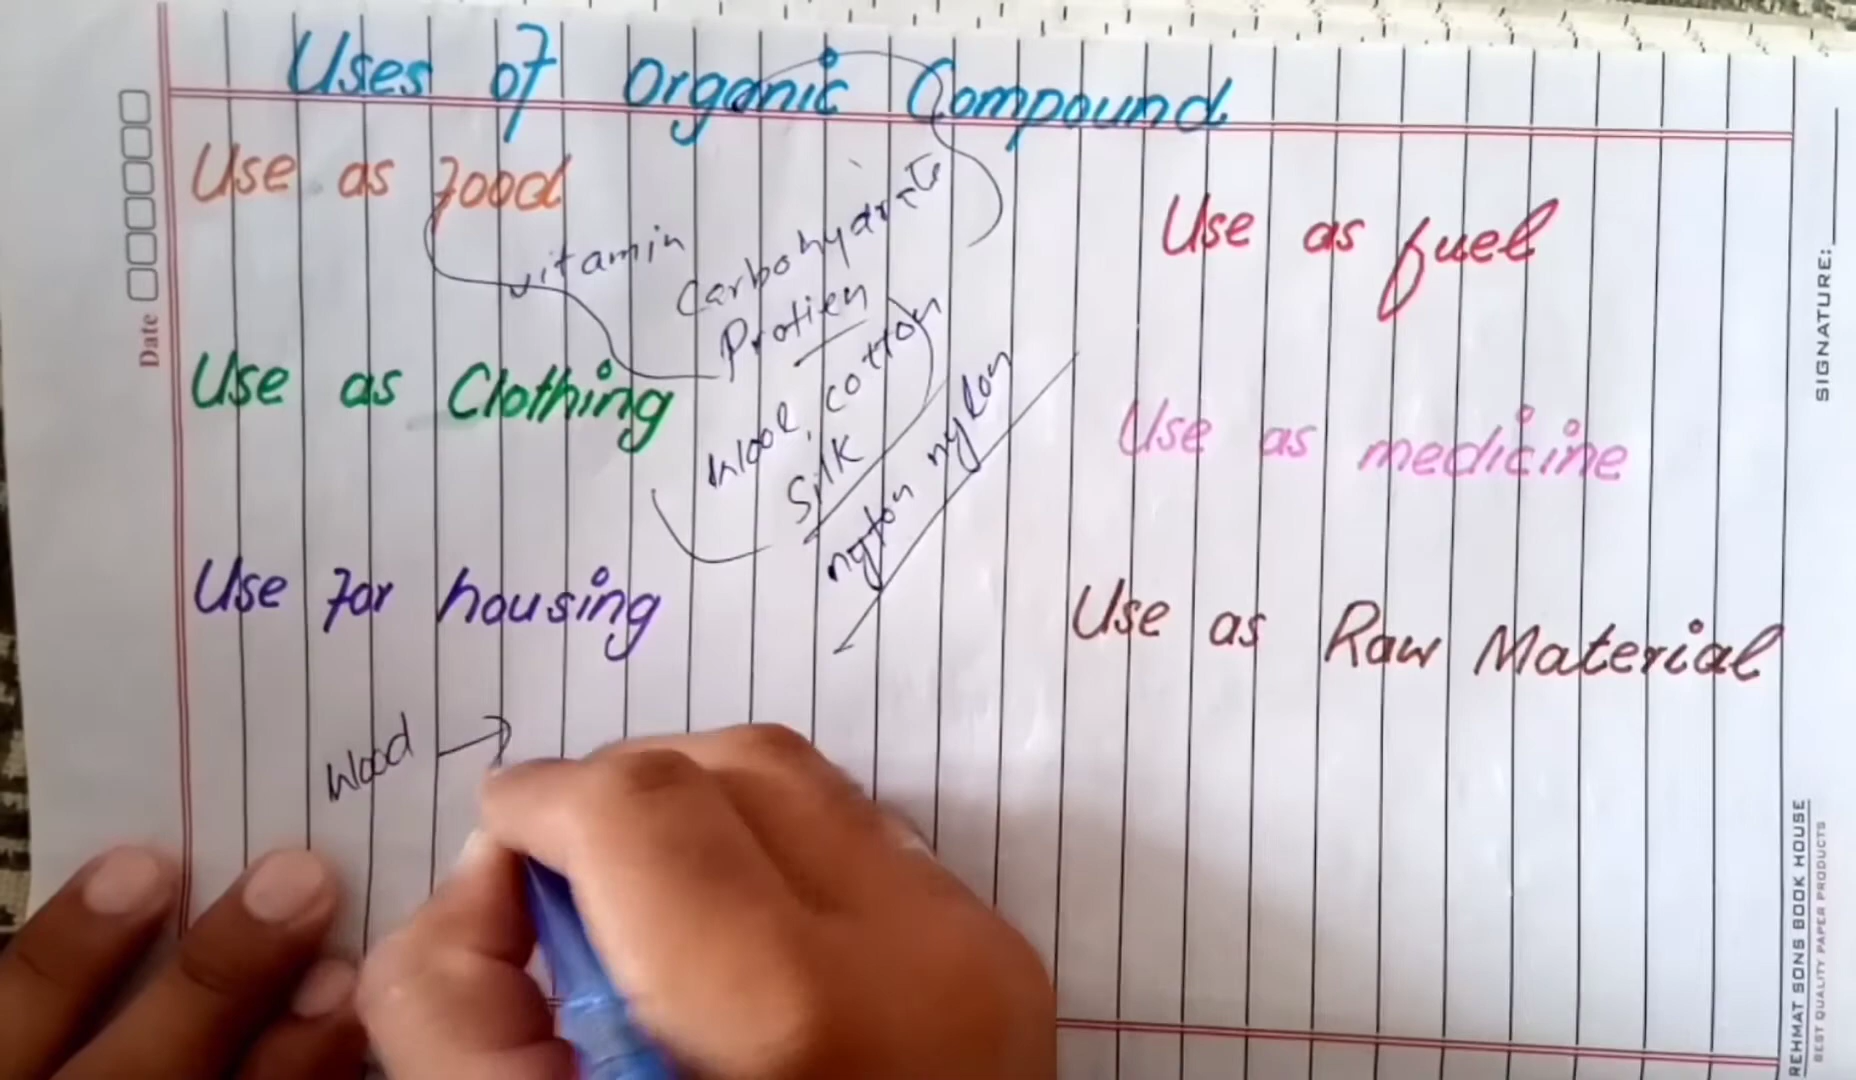 Uses of Organic Compound
Use as food
vitamin
Carbohydrate
Protien
Use as Clothing
Wool, cotton
Silk
nylon nylon
Use for housing
Wood →
Use as fuel
Use as medicine
Use as Raw Material
Date
SIGNATURE:
REHMAT SONS BOOK HOUSE
BEST QUALITY PAPER PRODUCTS